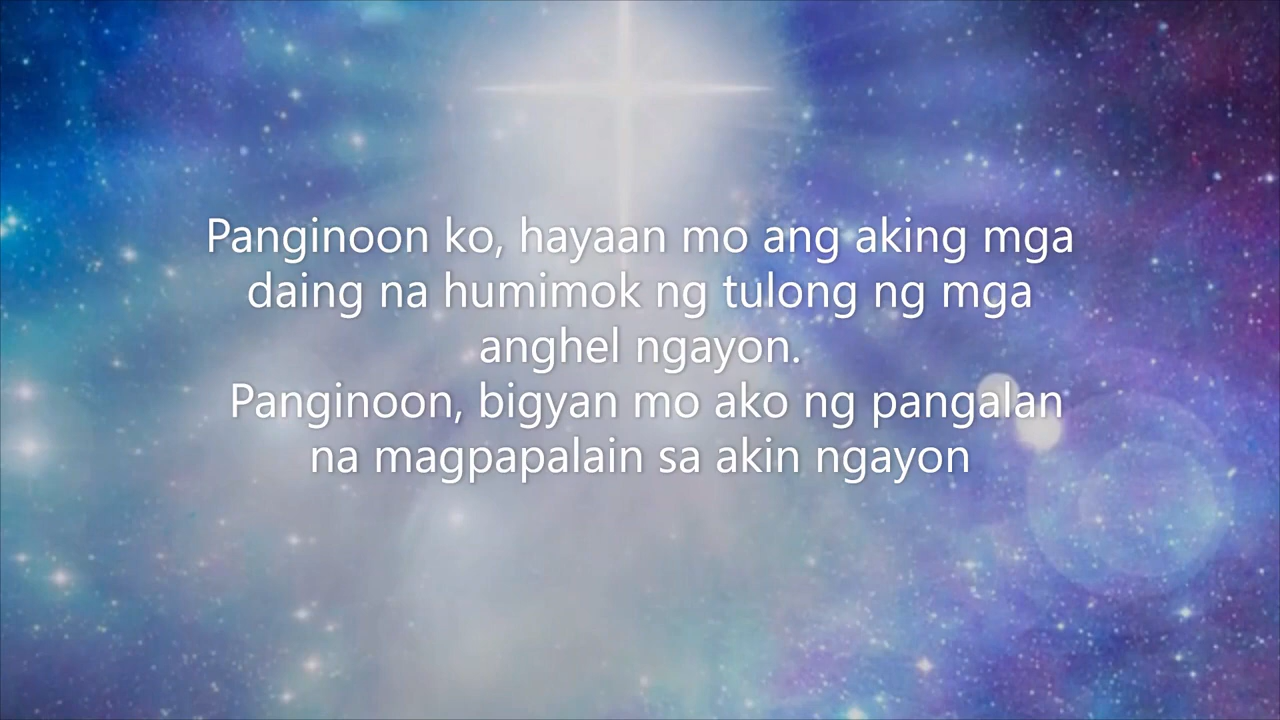 Panginoon ko, hayaan mo ang aking mga
daing na humimok ng tulong ng mga
anghel ngayon.
Panginoon, bigyan mo ako ng pangalan
na magpapalain sa akin ngayon